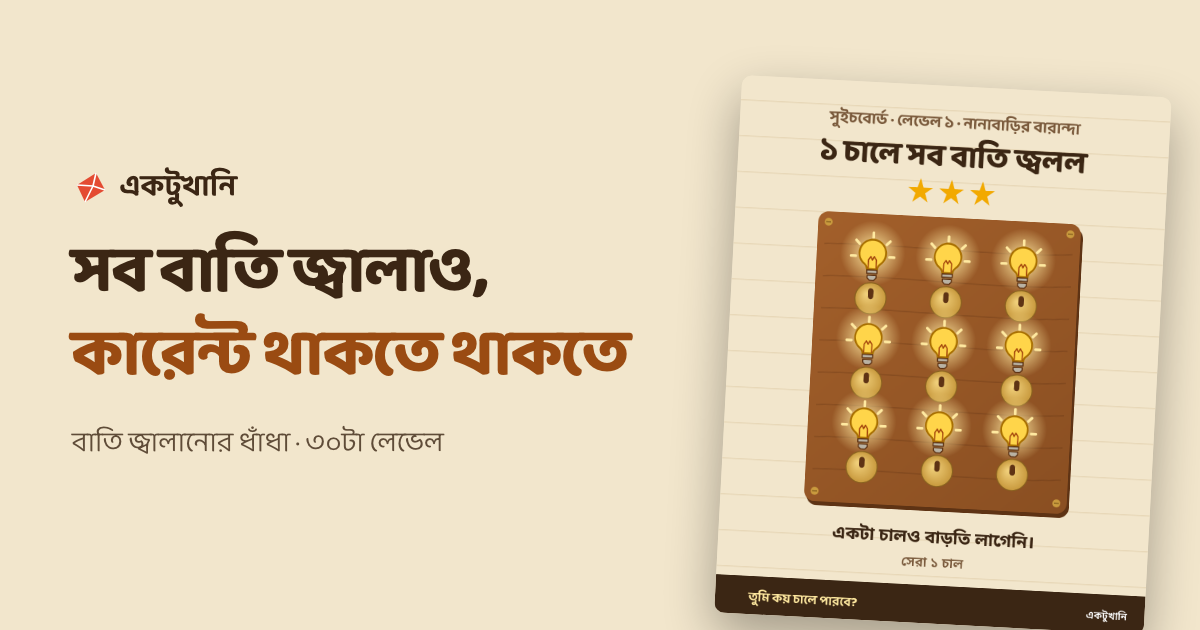 একটুখানি
সব বাতি জ্বালাও,
কারেন্ট থাকতে থাকতে
বাতি জ্বালানোর ধাঁধা · ৩০টা লেভেল
সুইচবোর্ড · লেভেল ১ · নানাবাড়ির বারান্দা
১ চালে সব বাতি জ্বলল
একটা চালও বাড়তি লাগেনি।
সেরা ১ চাল
তুমি কয় চালে পারবে?
একটুখানি